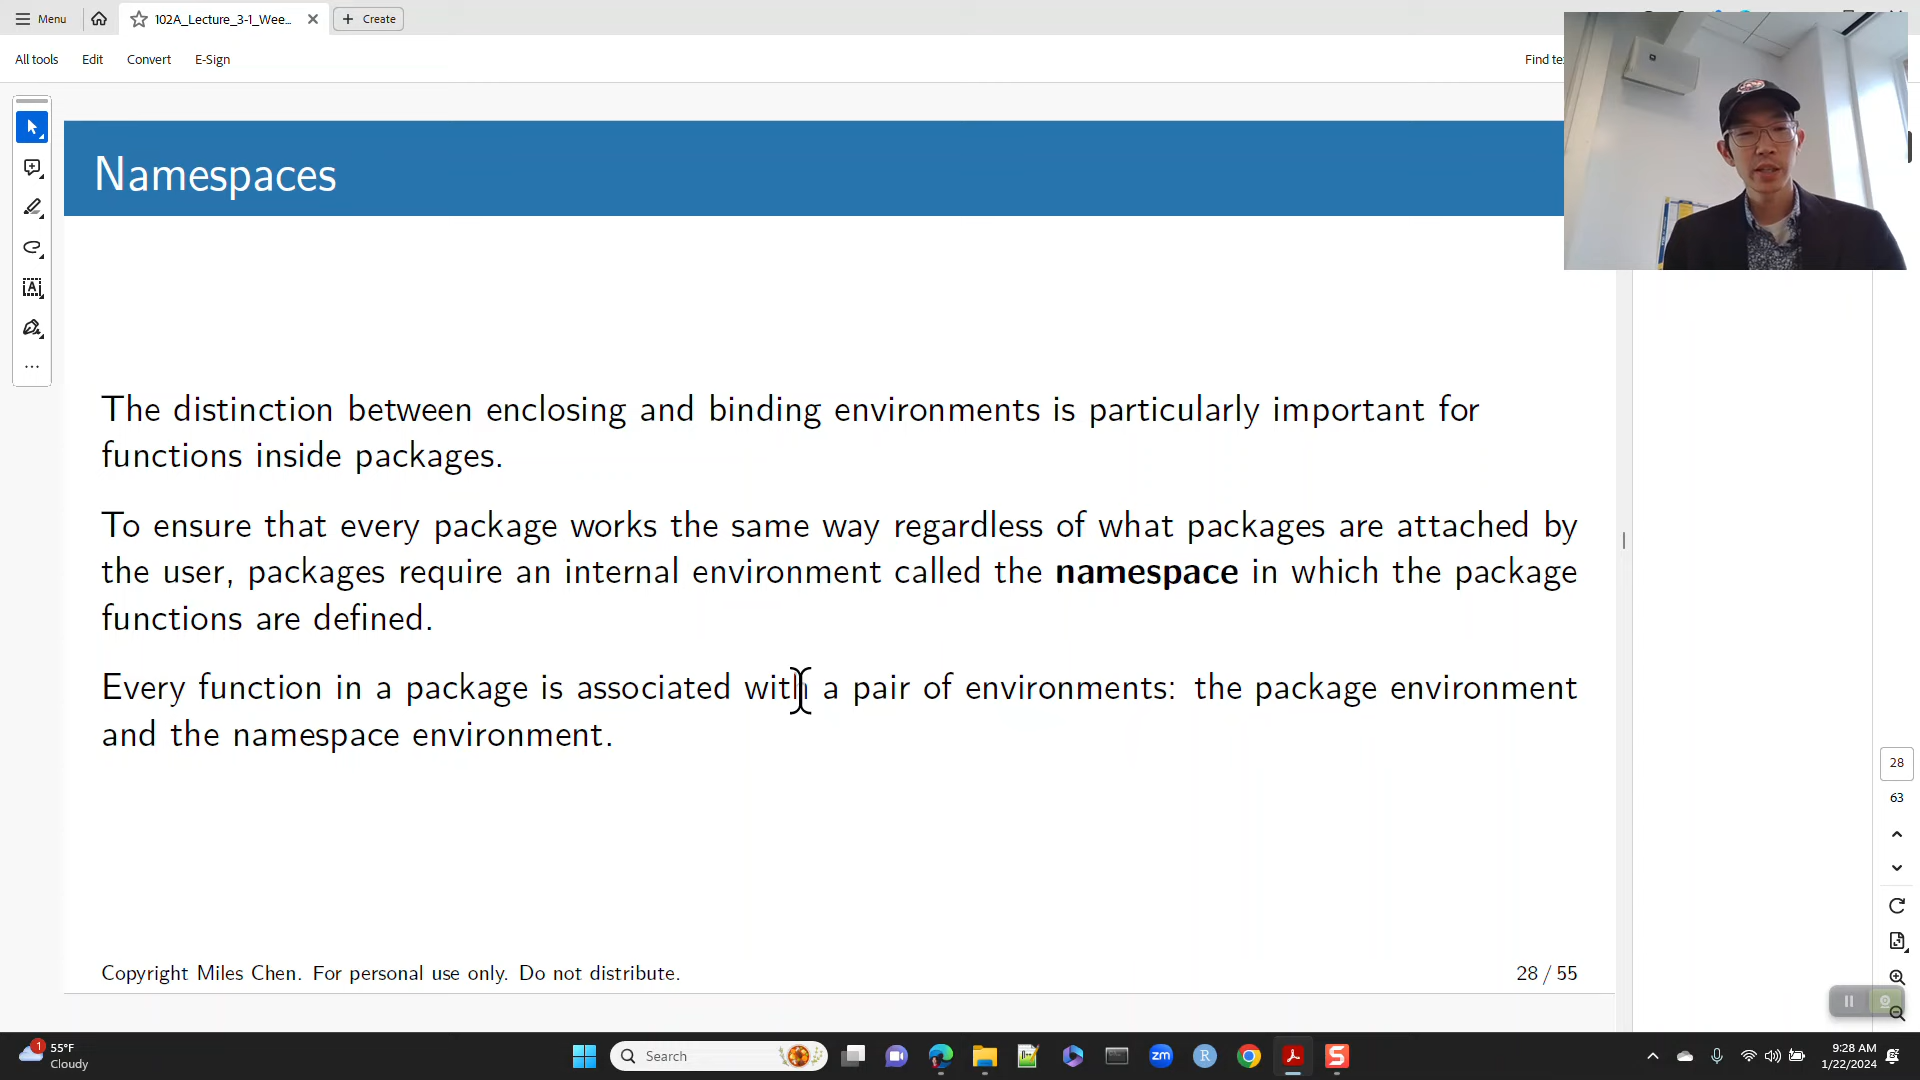 Menu
102A_Lecture_3-1_Wee...
Create
All tools
Edit
Convert
E-Sign
Find te
Namespaces
The distinction between enclosing and binding environments is particularly important for
functions inside packages.
To ensure that every package works the same way regardless of what packages are attached by
the user, packages require an internal environment called the namespace in which the package
functions are defined.
Every function in a package is associated with a pair of environments: the package environment
and the namespace environment.
Copyright Miles Chen. For personal use only. Do not distribute.
28 / 55
28
63
1
55°F
Cloudy
Search
zm
R
S
9:28 AM
1/22/2024